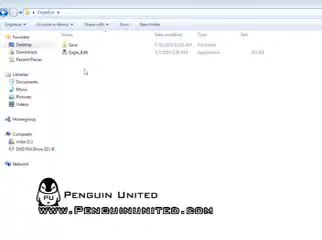 Organize
Include in library
Share with
Burn
New folder
Name
Date modified
Type
Size
Favorites
Desktop
Downloads
Recent Places
Save
File folder
Eagle_Edit
Application
Libraries
Documents
Music
Pictures
Videos
Homegroup
Computer
Network
PU
Penguin United
www.Penguinunited.com